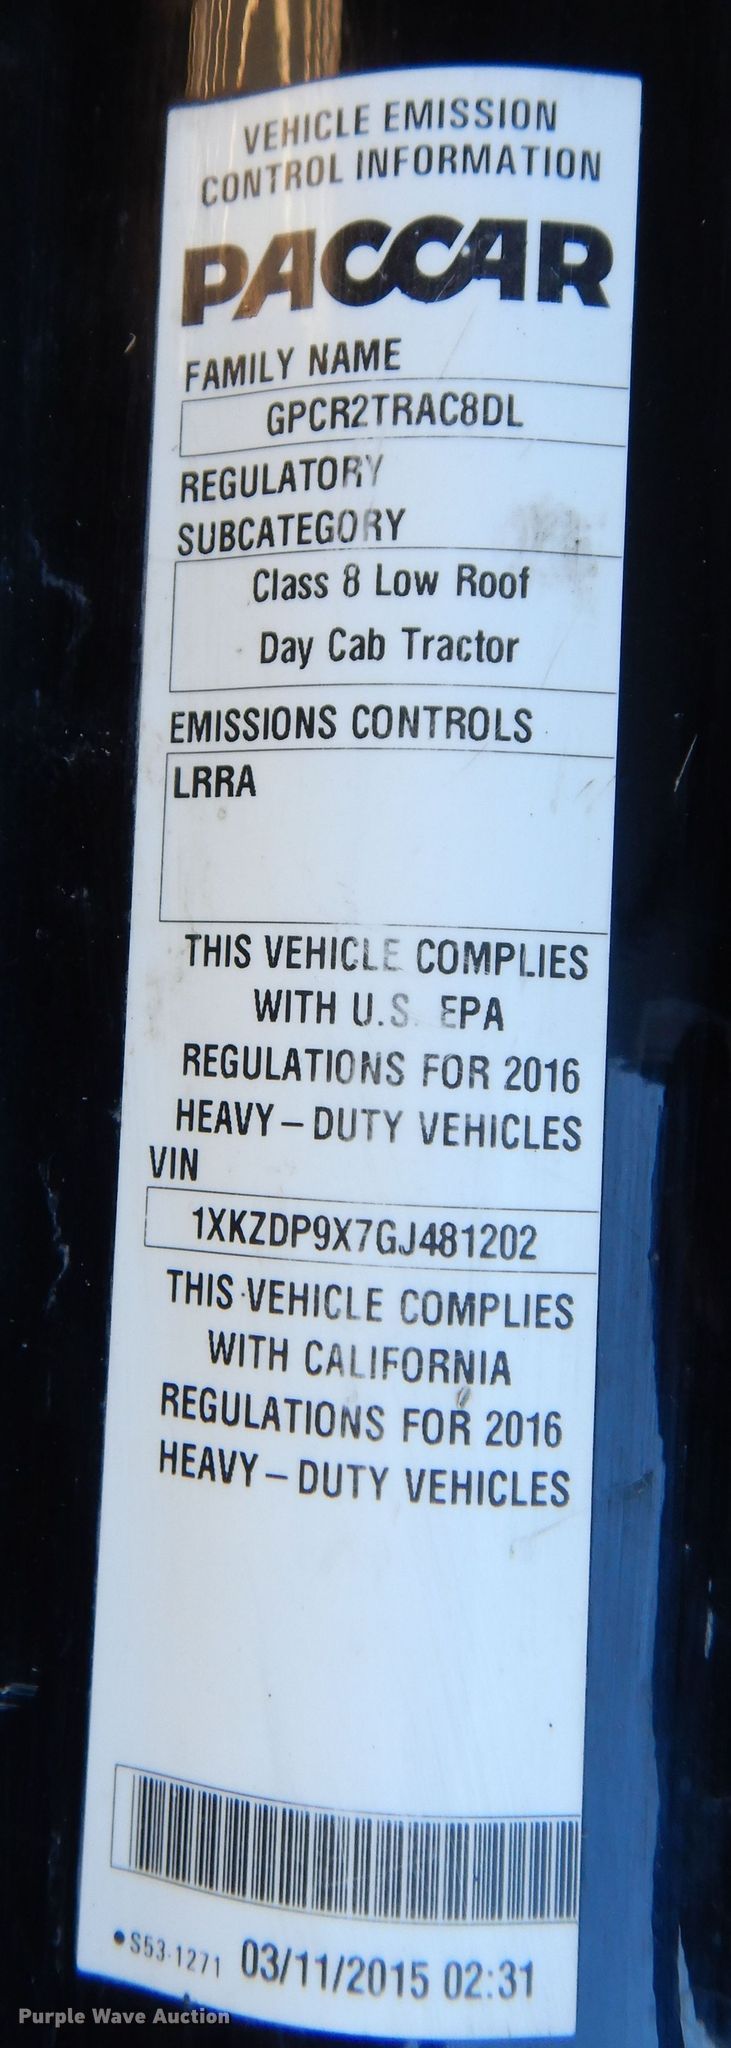 VEHICLE EMISSION
CONTROL INFORMATION
PACCAR
FAMILY NAME
GPCR2TRAC8DL
REGULATORY
SUBCATEGORY
Class 8 Low Roof
Day Cab Tractor
EMISSIONS CONTROLS
LRRA
THIS VEHICLE COMPLIES
WITH U.S. EPA
REGULATIONS FOR 2016
HEAVY – DUTY VEHICLES
VIN
1XKZDP9X7GJ481202
THIS VEHICLE COMPLIES
WITH CALIFORNIA
REGULATIONS FOR 2016
HEAVY – DUTY VEHICLES
•S53-1271 03/11/2015 02:31
Purple Wave Auction